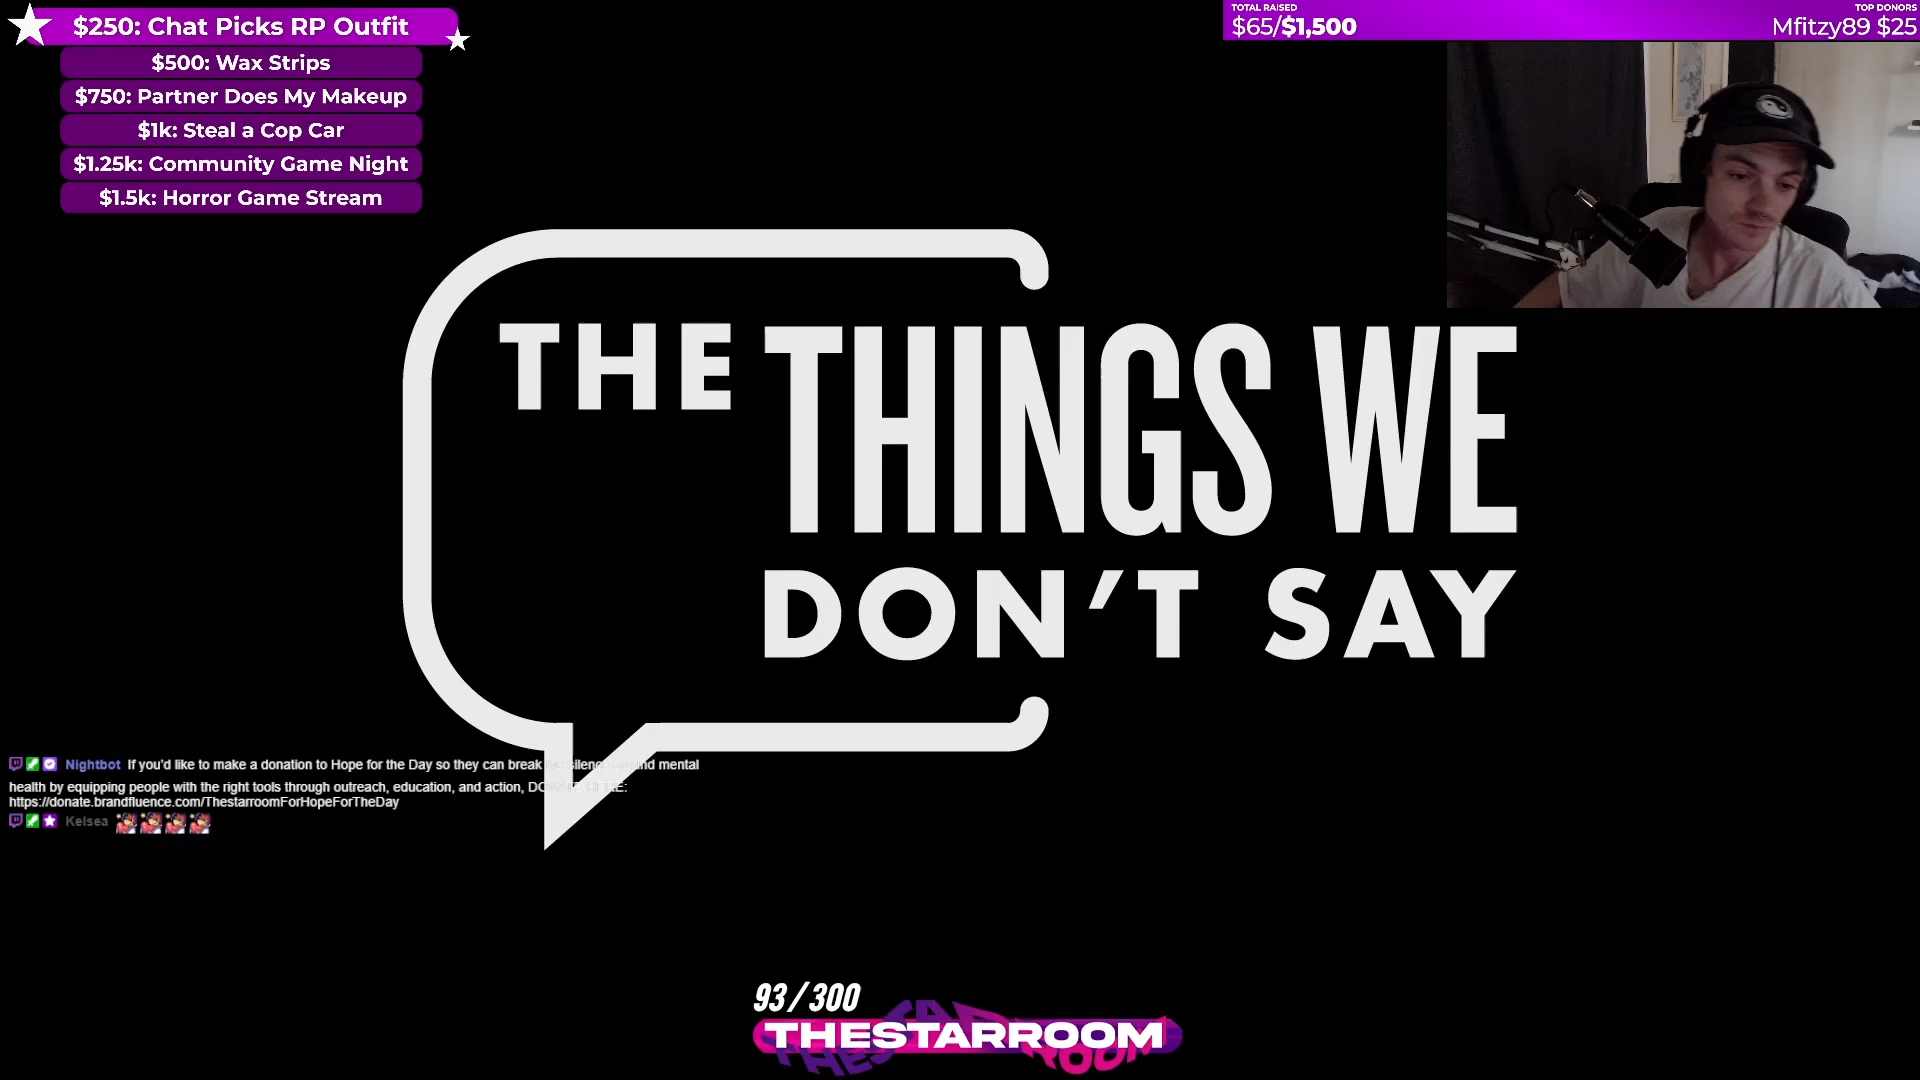 $250: Chat Picks RP Outfit
$500: Wax Strips
$750: Partner Does My Makeup
$1k: Steal a Cop Car
$1.25k: Community Game Night
$1.5k: Horror Game Stream
TOTAL RAISED
$65/$1,500
TOP DONORS
Mfitzy89 $25
THE THINGS WE
DON'T SAY
Nightbot If you'd like to make a donation to Hope for the Day so they can break mental
health by equipping people with the right tools through outreach, education, and action,
https://donate.brandfluence.com/ThestarroomForHopeForTheDay
Kelsea
93/300
THESTARROOM